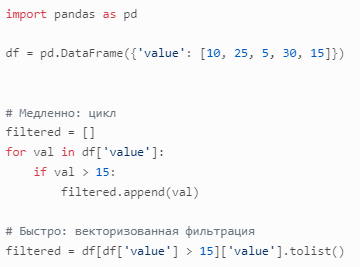 import pandas as pd
df = pd.DataFrame({'value': [10, 25, 5, 30, 15]})
# Медленно: цикл
filtered = []
for val in df['value']:
    if val > 15:
        filtered.append(val)
# Быстро: векторизованная фильтрация
filtered = df[df['value'] > 15]['value'].tolist()